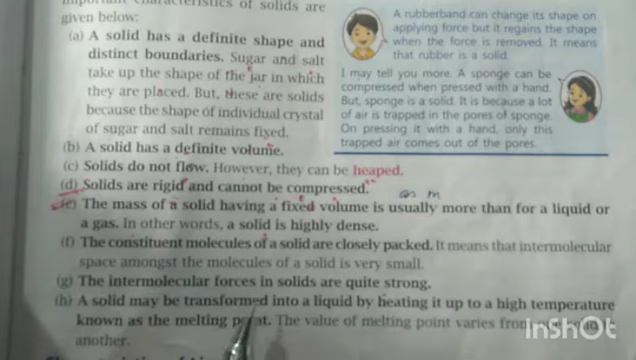 important characteristics of solids are
given below:
(a) A solid has a definite shape and
distinct boundaries. Sugar and salt
take up the shape of the jar in which
they are placed. But, these are solids
because the shape of individual crystal
of sugar and salt remains fixed.
A rubberband can change its shape on
applying force but it regains the shape
when the force is removed. It means
that rubber is a solid.
I may tell you more. A sponge can be
compressed when pressed with a hand.
But, sponge is a solid. It is because a lot
of air is trapped in the pores of sponge.
On pressing it with a hand, only this
trapped air comes out of the pores.
(b) A solid has a definite volume.
(c) Solids do not flow. However, they can be heaped.
(d) Solids are rigid and cannot be compressed.
(e) The mass of a solid having a fixed volume is usually more than for a liquid or
a gas. In other words, a solid is highly dense.
(f) The constituent molecules of a solid are closely packed. It means that intermolecular
space amongst the molecules of a solid is very small.
(g) The intermolecular forces in solids are quite strong.
(h) A solid may be transformed into a liquid by heating it up to a high temperature
known as the melting point. The value of melting point varies from
another.
InShOt